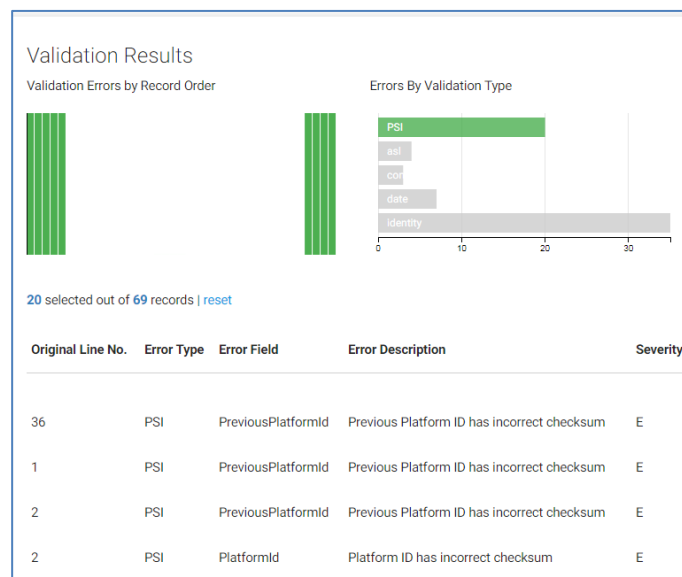 Validation Results
Validation Errors by Record Order
Errors By Validation Type
PSI
asi
cor
date
identity
0 10 20 30
20 selected out of 69 records | reset
Original Line No. Error Type Error Field Error Description Severity
36 PSI PreviousPlatformId Previous Platform ID has incorrect checksum E
1 PSI PreviousPlatformId Previous Platform ID has incorrect checksum E
2 PSI PreviousPlatformId Previous Platform ID has incorrect checksum E
2 PSI PlatformId Platform ID has incorrect checksum E